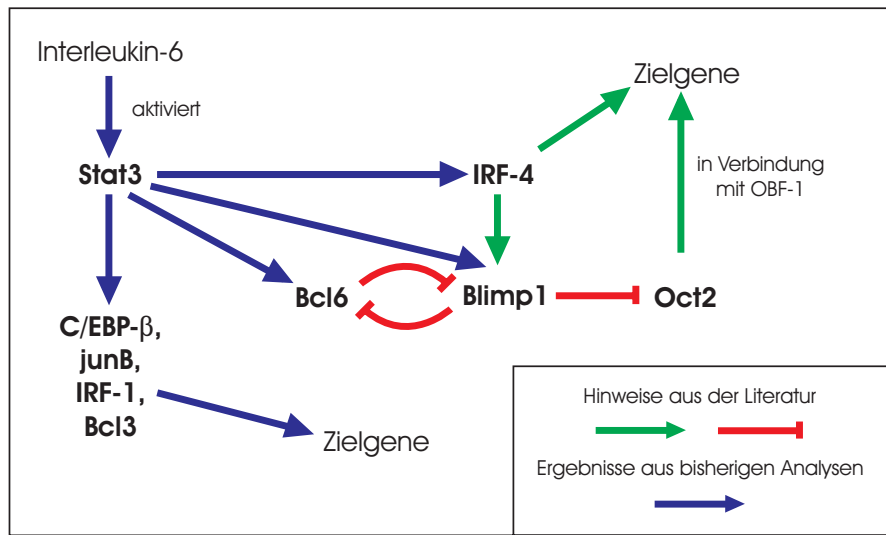 Interleukin-6
aktiviert
Zielgene
Stat3
IRF-4
in Verbindung
mit OBF-1
Bcl6
Blimp1
Oct2
C/EBP-β,
junB,
IRF-1,
Bcl3
Zielgene
Hinweise aus der Literatur
Ergebnisse aus bisherigen Analysen